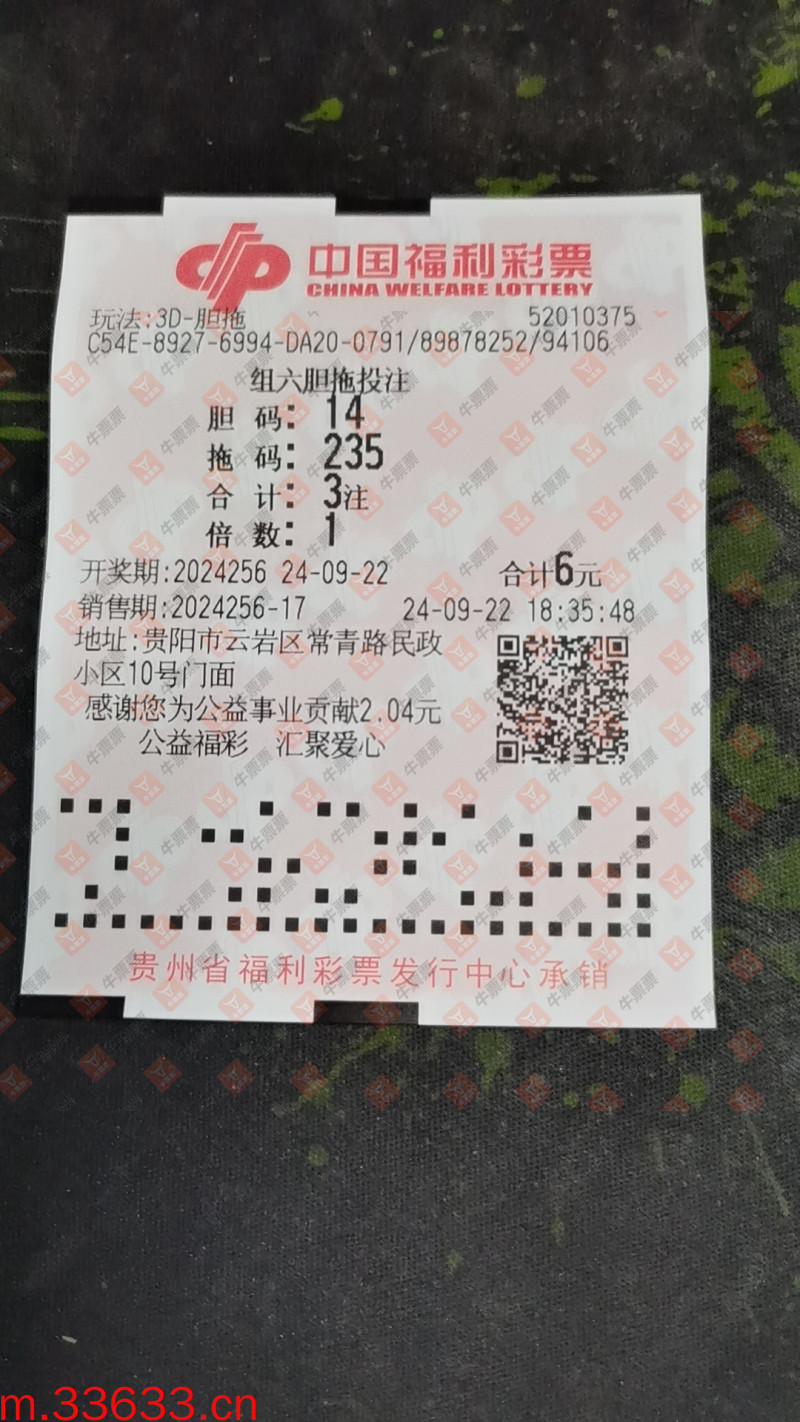 中国福利彩票
CHINA WELFARE LOTTERY
玩法:3D-胆拖 52010375
C54E-8927-6994-DA20-0791/89878252/94106
组六胆拖投注
胆 码: 14
拖 码: 235
合 计: 3注
倍 数: 1
开奖期:2024256 24-09-22 合计6元
销售期:2024256-17 24-09-22 18:35:48
地址:贵阳市云岩区常青路民政
小区10号门面
感谢您为公益事业贡献2.04元
公益福彩 汇聚爱心
贵州省福利彩票发行中心承销
牛票票
m.33633.cn